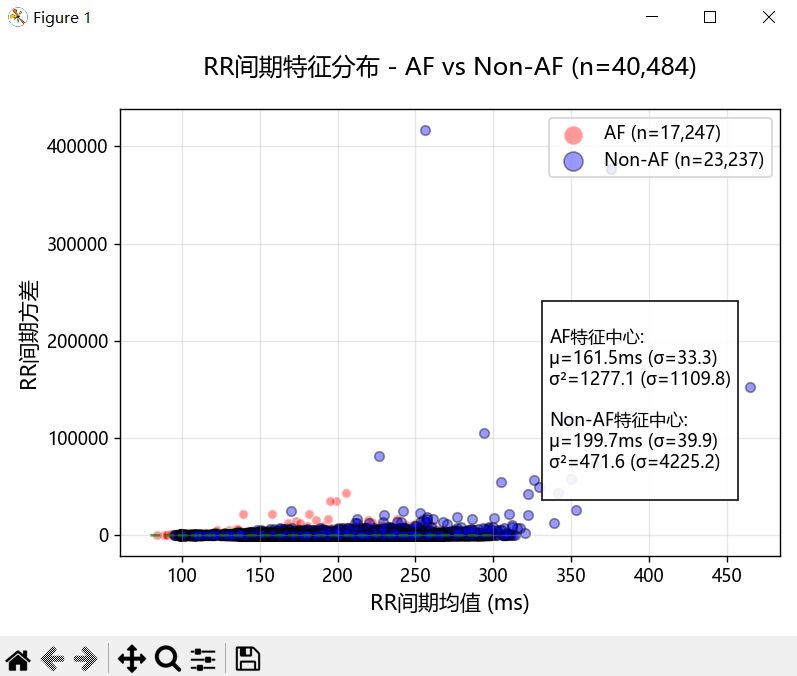 Figure 1
RR间期特征分布 - AF vs Non-AF (n=40,484)
AF (n=17,247)
Non-AF (n=23,237)
RR间期方差
400000
300000
200000
100000
0
AF特征中心:
μ=161.5ms (σ=33.3)
σ²=1277.1 (σ=1109.8)
Non-AF特征中心:
μ=199.7ms (σ=39.9)
σ²=471.6 (σ=4225.2)
100 150 200 250 300 350 400 450
RR间期均值 (ms)